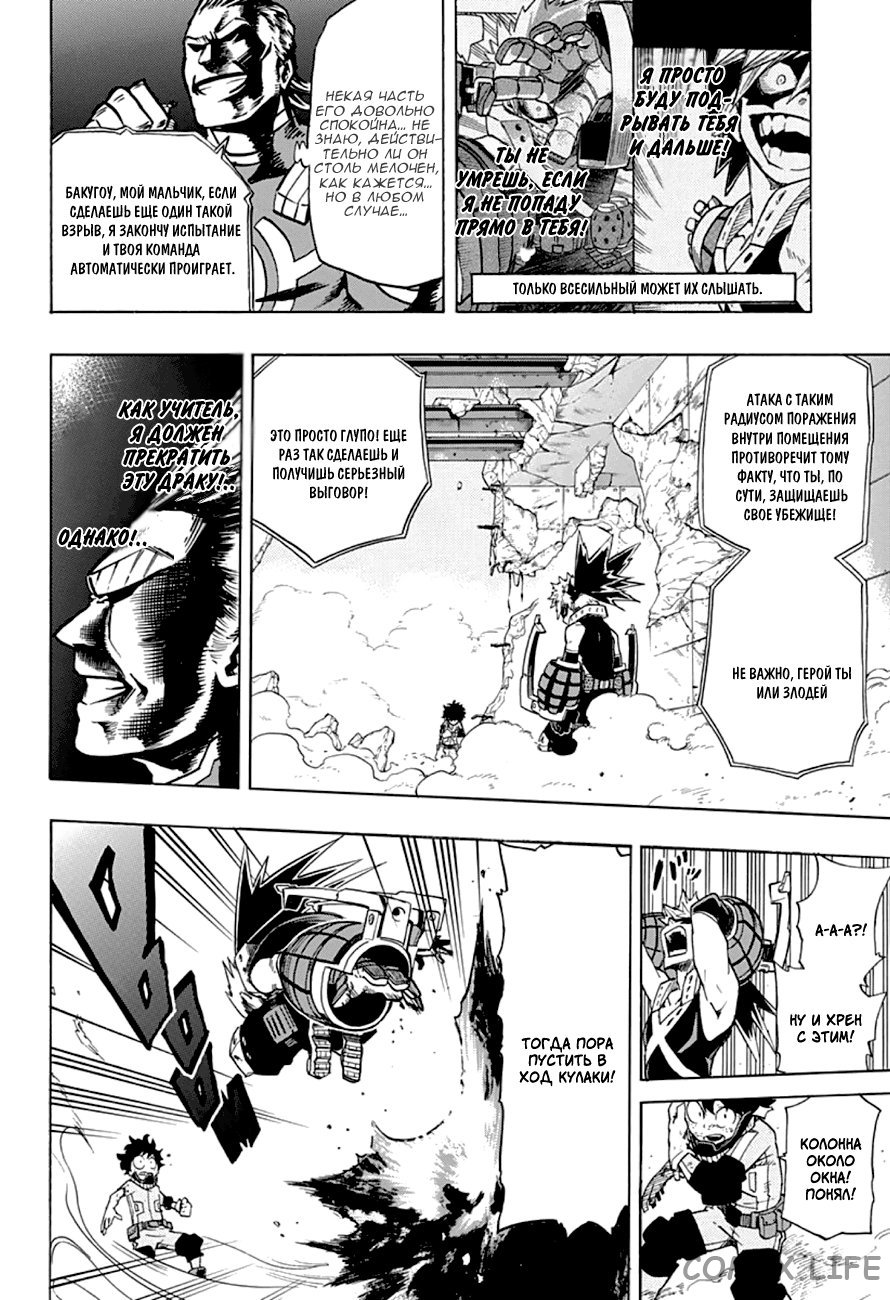 Я ПРОСТО
БУДУ ПОД-
РЫВАТЬ ТЕБЯ
И ДАЛЬШЕ!
ТЫ НЕ
УМРЕШЬ, ЕСЛИ
Я НЕ ПОПАДУ
ПРЯМО В ТЕБЯ!
ТОЛЬКО ВСЕСИЛЬНЫЙ МОЖЕТ ИХ СЛЫШАТЬ.
НЕКАЯ ЧАСТЬ
ЕГО ДОВОЛЬНО
СПОКОЙНА... НЕ
ЗНАЮ, ДЕЙСТВИ-
ТЕЛЬНО ЛИ ОН
СТОЛЬ МЕЛОЧЕН,
КАК КАЖЕТСЯ...
НО В ЛЮБОМ
СЛУЧАЕ...
БАКУГОУ, МОЙ МАЛЬЧИК, ЕСЛИ
СДЕЛАЕШЬ ЕЩЕ ОДИН ТАКОЙ
ВЗРЫВ, Я ЗАКОНЧУ ИСПЫТАНИЕ
И ТВОЯ КОМАНДА
АВТОМАТИЧЕСКИ ПРОИГРАЕТ.
АТАКА С ТАКИМ
РАДИУСОМ ПОРАЖЕНИЯ
ВНУТРИ ПОМЕЩЕНИЯ
ПРОТИВОРЕЧИТ ТОМУ
ФАКТУ, ЧТО ТЫ, ПО
СУТИ, ЗАЩИЩАЕШЬ
СВОЕ УБЕЖИЩЕ!
НЕ ВАЖНО, ГЕРОЙ ТЫ
ИЛИ ЗЛОДЕЙ
ЭТО ПРОСТО ГЛУПО! ЕЩЕ
РАЗ ТАК СДЕЛАЕШЬ И
ПОЛУЧИШЬ СЕРЬЕЗНЫЙ
ВЫГОВОР!
КАК УЧИТЕЛЬ,
Я ДОЛЖЕН
ПРЕКРАТИТЬ
ЭТУ ДРАКУ!..
ОДНАКО!..
А-А-А?!
НУ И ХРЕН
С ЭТИМ!
КОЛОННА
ОКОЛО
ОКНА!
ПОНЯЛ!
ТОГДА ПОРА
ПУСТИТЬ В
ХОД КУЛАКИ!
COMX.LIFE